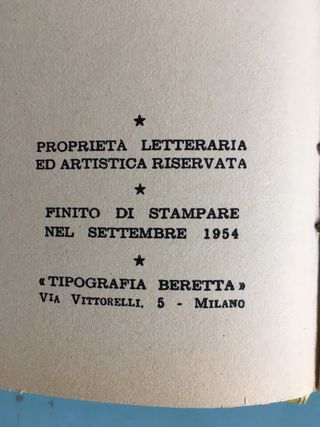 ★
PROPRIETÀ LETTERARIA
ED ARTISTICA RISERVATA
★
FINITO DI STAMPARE
NEL SETTEMBRE 1954
★
« TIPOGRAFIA BERETTA »
VIA VITTORELLI, 5 - MILANO